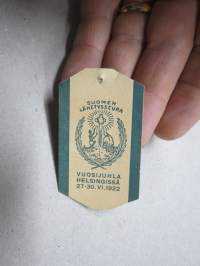 SUOMEN
LÄHETYSSEURA
VUOSIJUHLA
HELSINGISSÄ
27-30.VI.1922